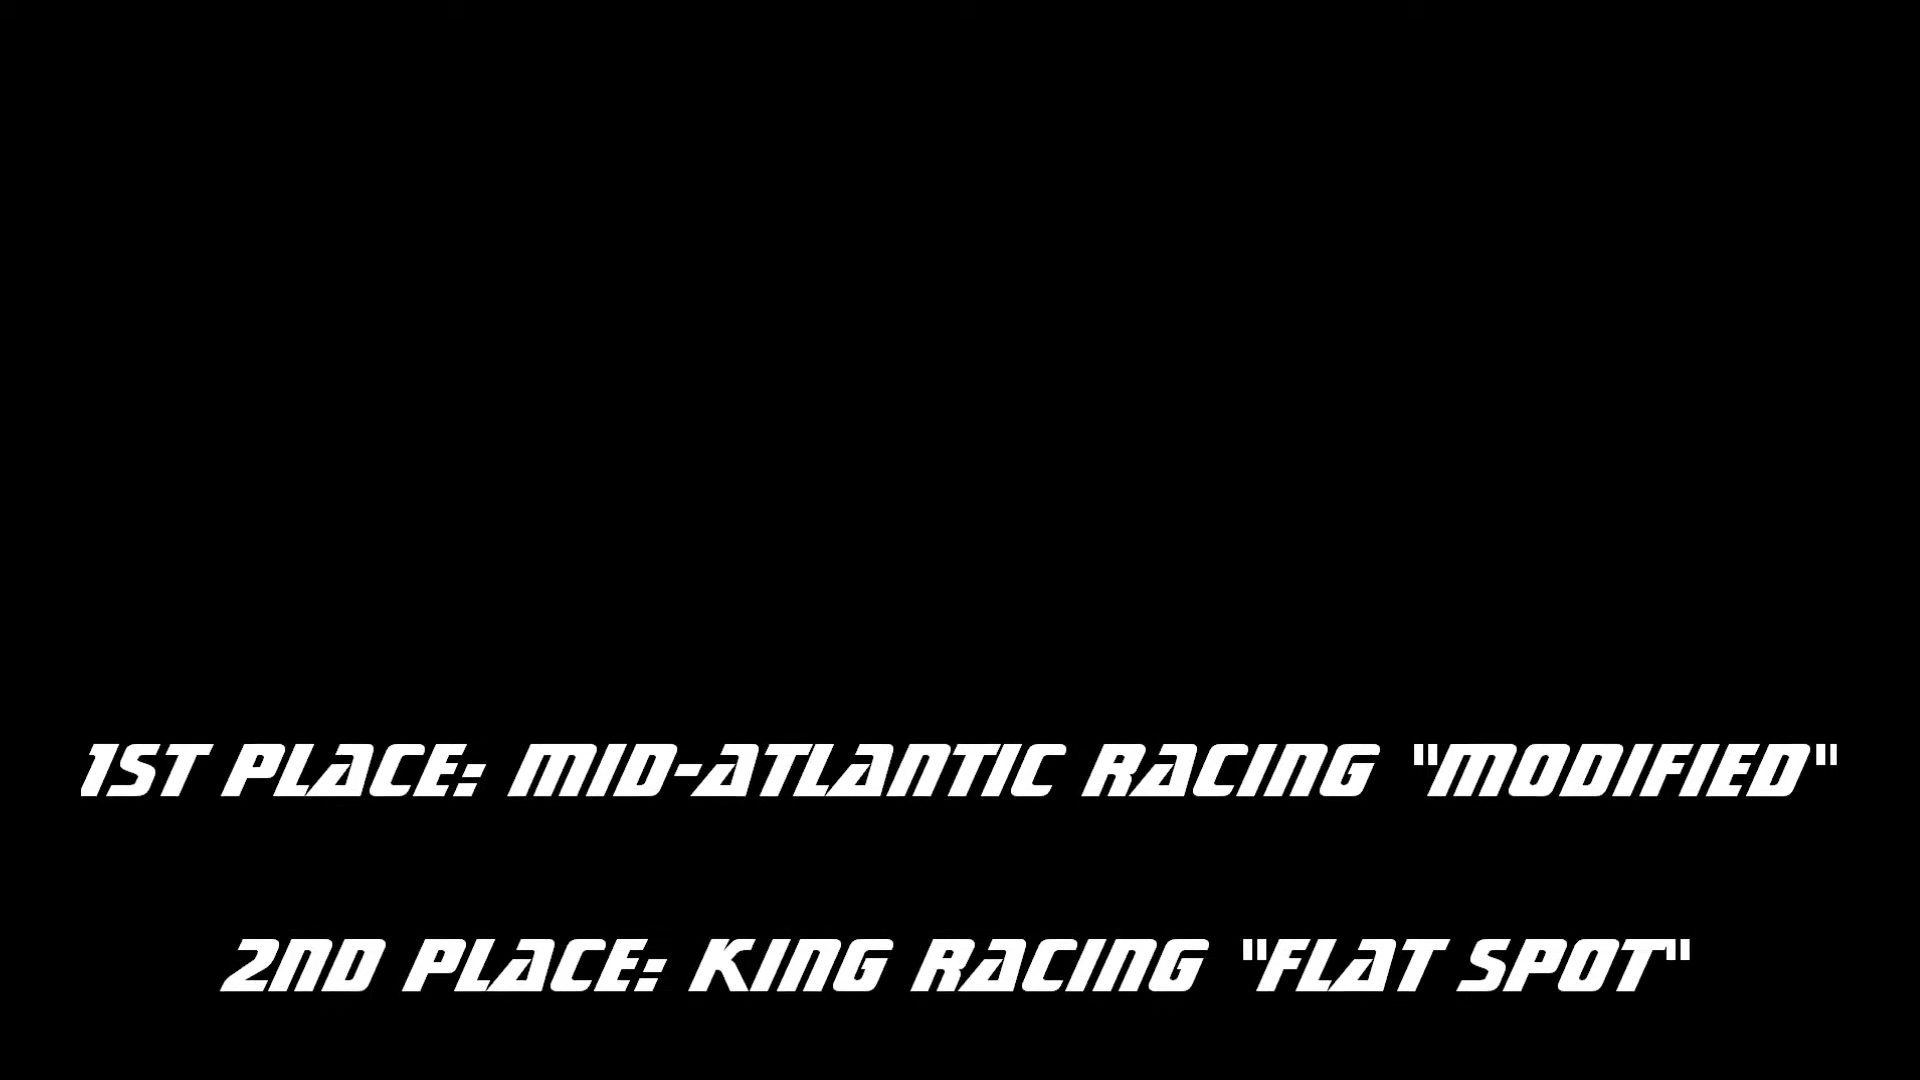 1ST PLACE: MID-ATLANTIC RACING "MODIFIED"
2ND PLACE: KING RACING "FLAT SPOT"